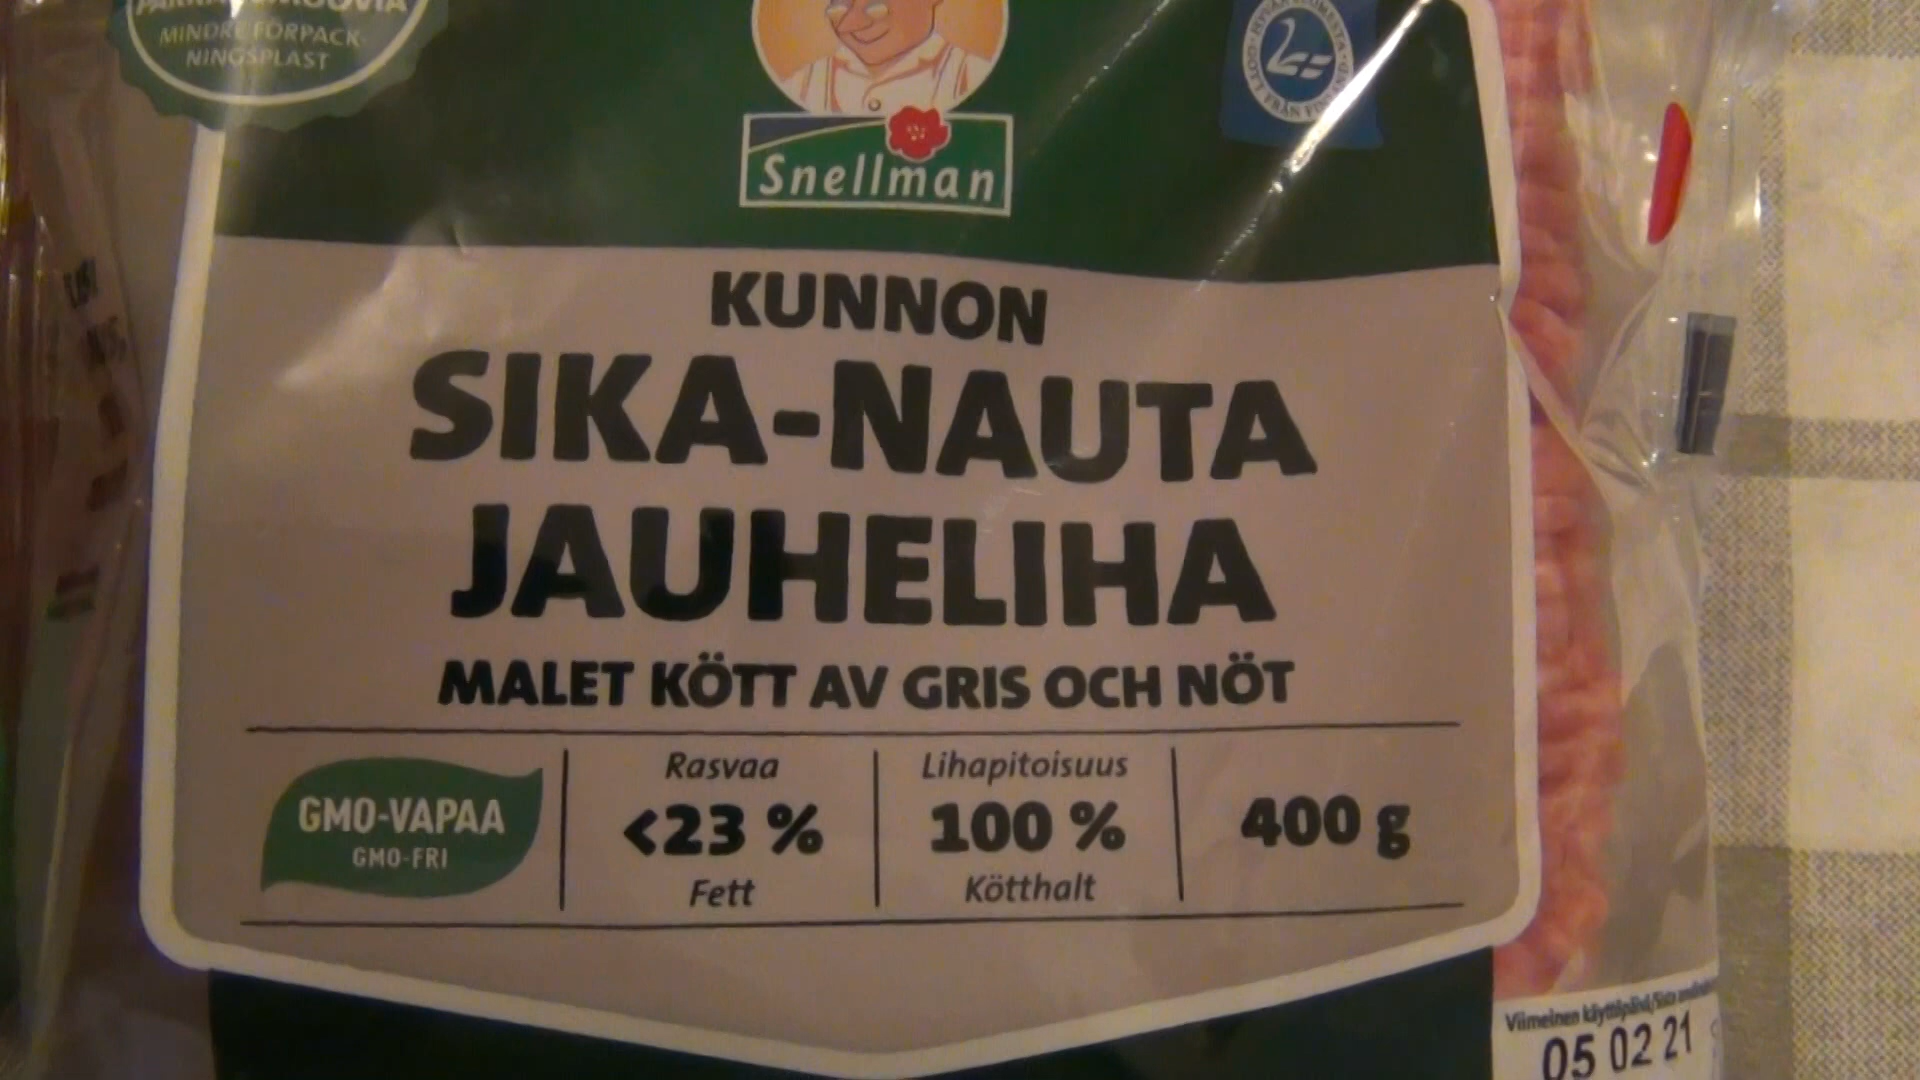 MINDRE FÖRPACK-
NINGSPLAST
Snellman
KUNNON
SIKA-NAUTA
JAUHELIHA
MALET KÖTT AV GRIS OCH NÖT
GMO-VAPAA
GMO-FRI
Rasvaa
<23 %
Fett
Lihapitoisuus
100 %
Kötthalt
400 g
Viimeinen käyttöpäivä/Sista
05 02 21